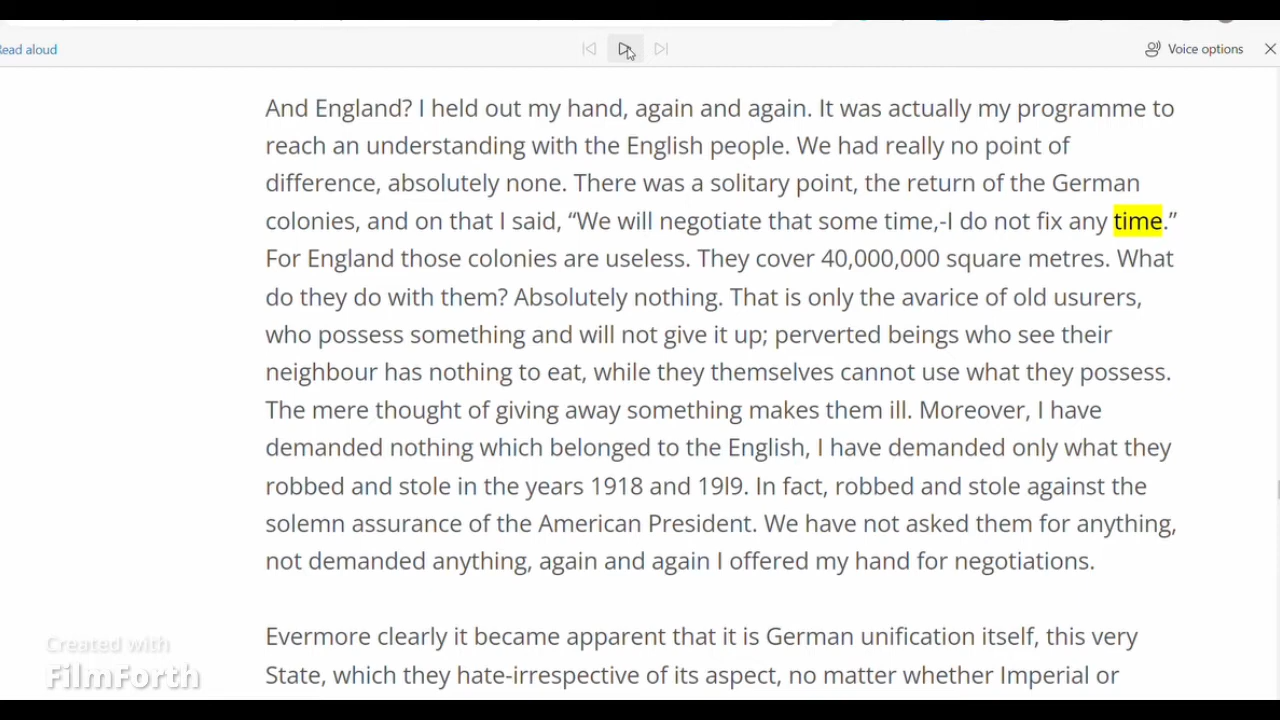 Read aloud
Voice options
And England? I held out my hand, again and again. It was actually my programme to
reach an understanding with the English people. We had really no point of
difference, absolutely none. There was a solitary point, the return of the German
colonies, and on that I said, “We will negotiate that some time,-I do not fix any time.”
For England those colonies are useless. They cover 40,000,000 square metres. What
do they do with them? Absolutely nothing. That is only the avarice of old usurers,
who possess something and will not give it up; perverted beings who see their
neighbour has nothing to eat, while they themselves cannot use what they possess.
The mere thought of giving away something makes them ill. Moreover, I have
demanded nothing which belonged to the English, I have demanded only what they
robbed and stole in the years 1918 and 19l9. In fact, robbed and stole against the
solemn assurance of the American President. We have not asked them for anything,
not demanded anything, again and again I offered my hand for negotiations.
Evermore clearly it became apparent that it is German unification itself, this very
State, which they hate-irrespective of its aspect, no matter whether Imperial or
Created with
FilmForth